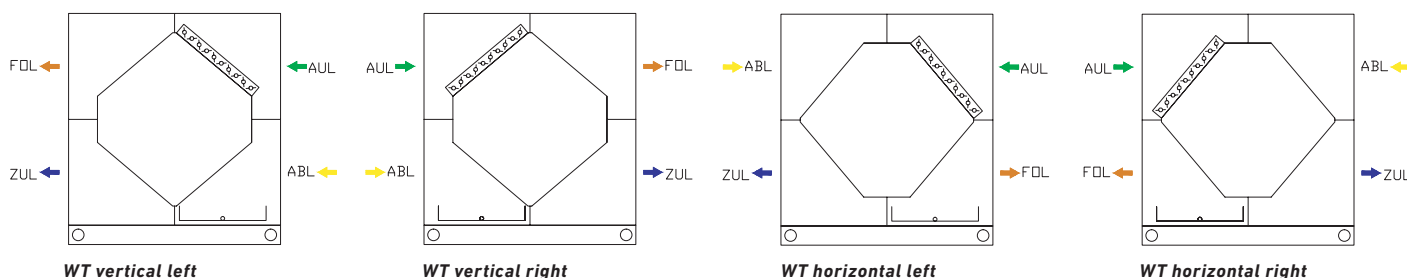 FOL AUL AUL FOL ABL AUL AUL ABL
ZUL ABL ABL ZUL ZUL FOL FOL ZUL
WT vertical left WT vertical right WT horizontal left WT horizontal right